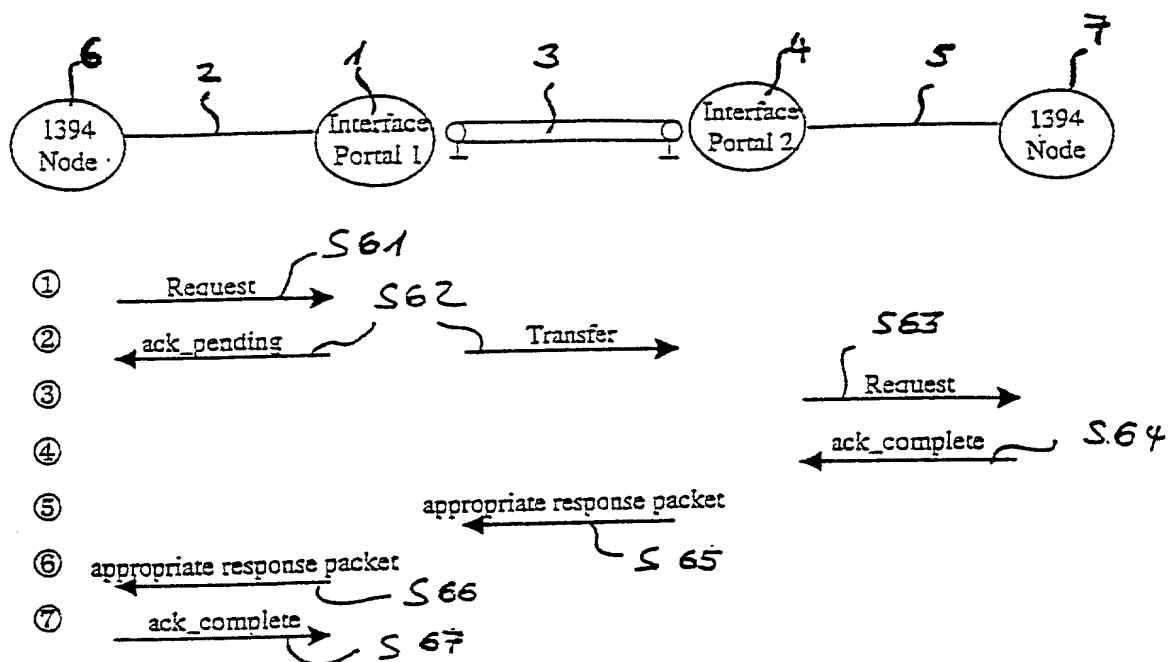 6 2 1 3 4 5 7
1394 Node
Interface Portal 1
Interface Portal 2
1394 Node
① Request S61
② ack_pending S62 Transfer
③ Request S63
④ ack_complete S64
⑤ appropriate response packet S65
⑥ appropriate response packet S66
⑦ ack_complete S67